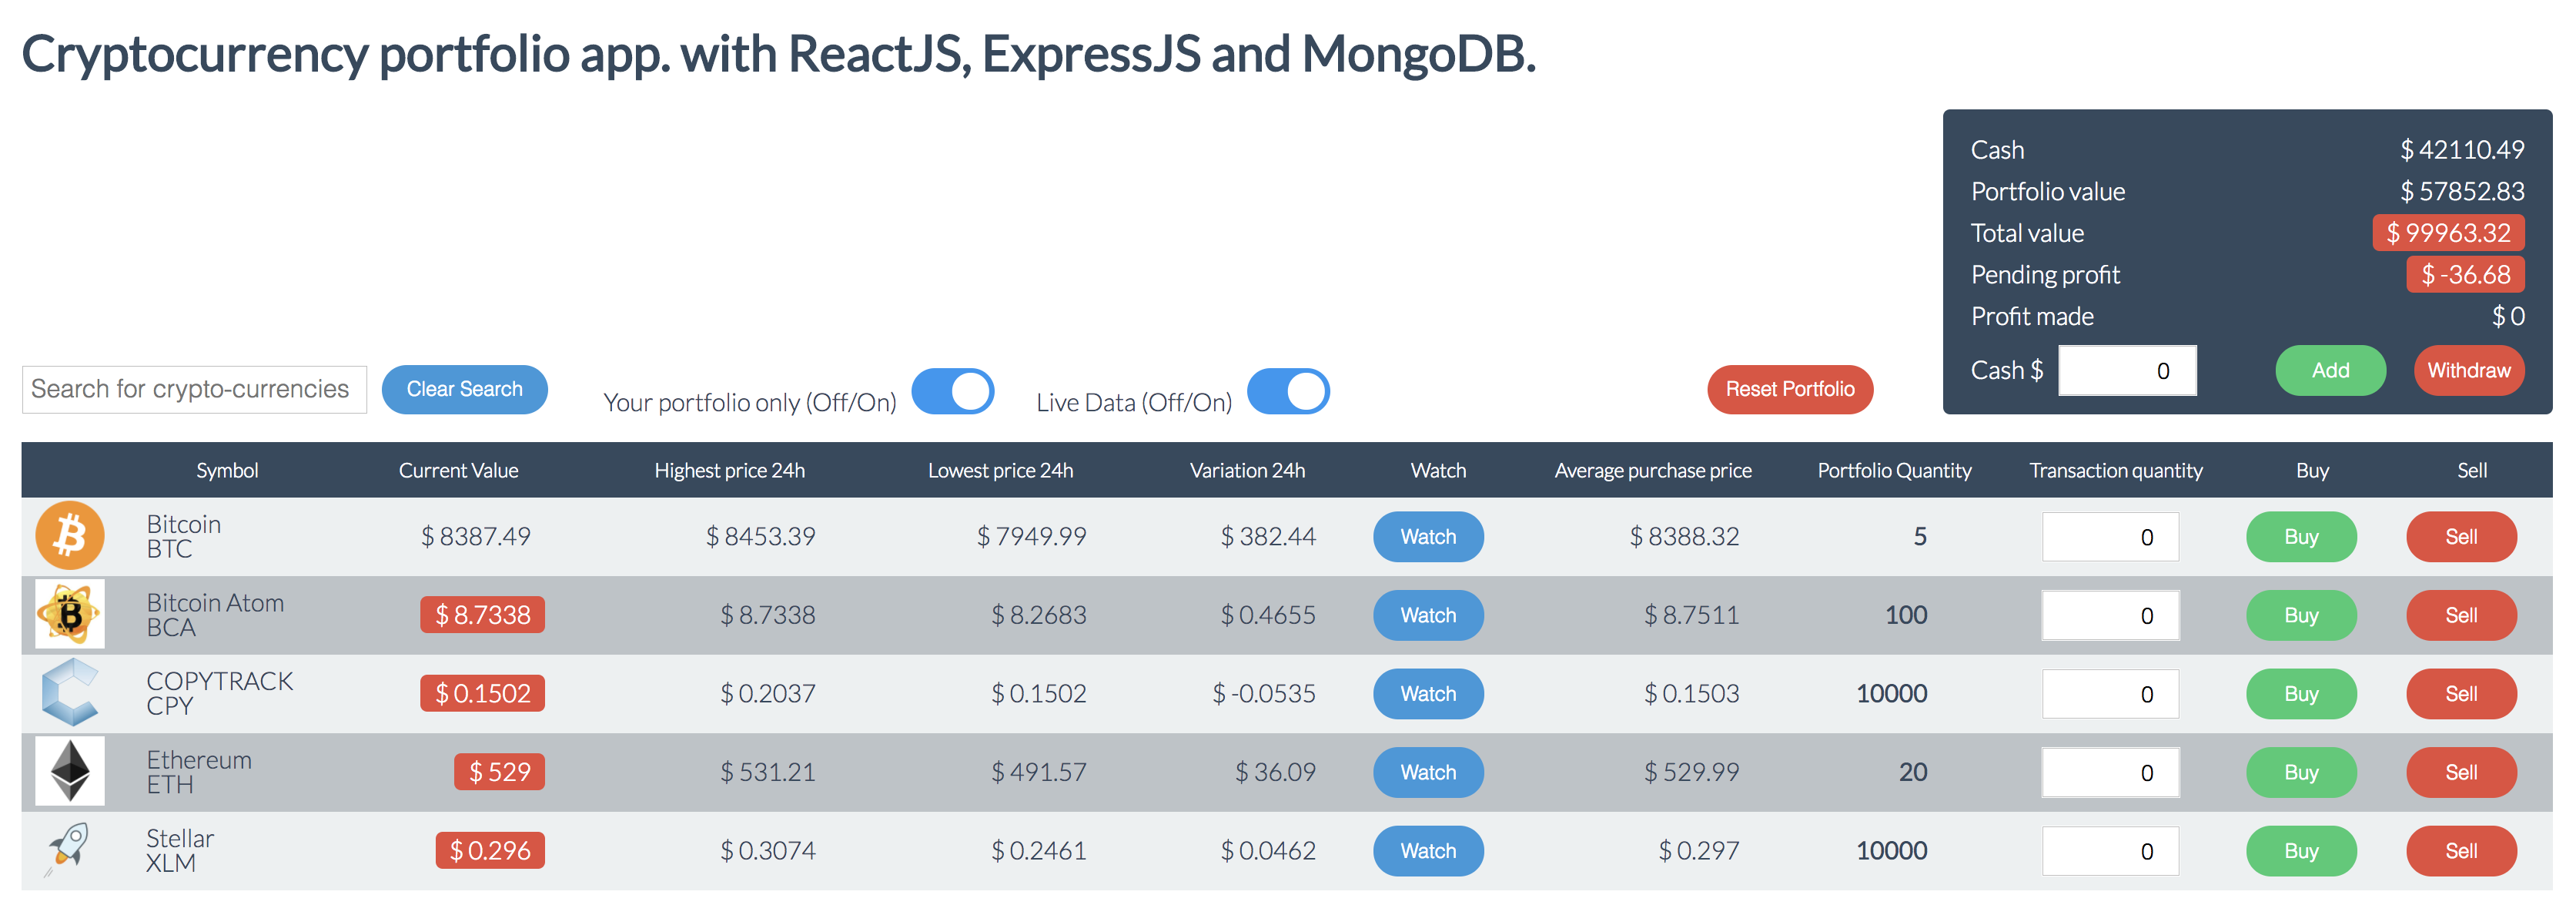 Cryptocurrency portfolio app. with ReactJS, ExpressJS and MongoDB.
Cash $ 42110.49
Portfolio value $ 57852.83
Total value $ 99963.32
Pending profit $ -36.68
Profit made $ 0
Cash $ 0 Add Withdraw
Search for crypto-currencies Clear Search Your portfolio only (Off/On) Live Data (Off/On) Reset Portfolio
Symbol Current Value Highest price 24h Lowest price 24h Variation 24h Watch Average purchase price Portfolio Quantity Transaction quantity Buy Sell
Bitcoin
BTC $ 8387.49 $ 8453.39 $ 7949.99 $ 382.44 Watch $ 8388.32 5 0 Buy Sell
Bitcoin Atom
BCA $ 8.7338 $ 8.7338 $ 8.2683 $ 0.4655 Watch $ 8.7511 100 0 Buy Sell
COPYTRACK
CPY $ 0.1502 $ 0.2037 $ 0.1502 $ -0.0535 Watch $ 0.1503 10000 0 Buy Sell
Ethereum
ETH $ 529 $ 531.21 $ 491.57 $ 36.09 Watch $ 529.99 20 0 Buy Sell
Stellar
XLM $ 0.296 $ 0.3074 $ 0.2461 $ 0.0462 Watch $ 0.297 10000 0 Buy Sell